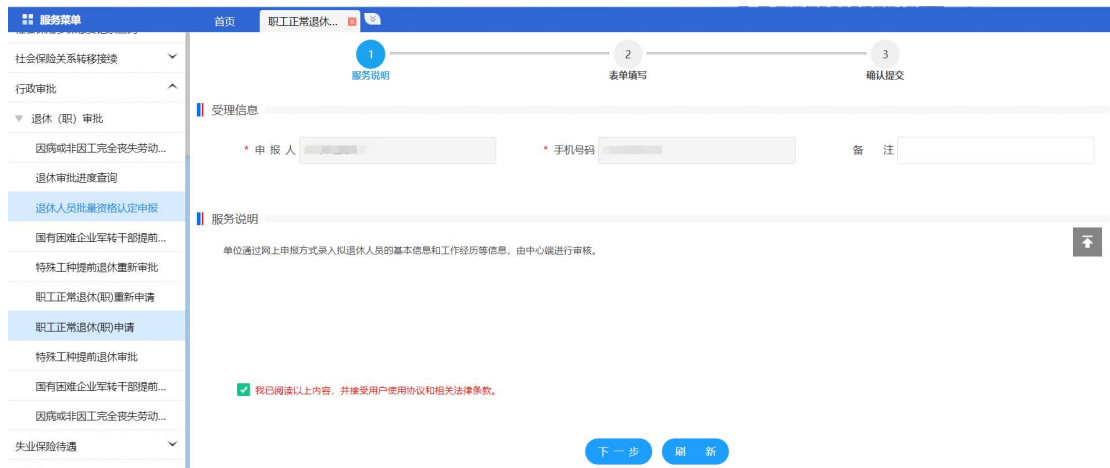 服务菜单
首页
职工正常退休...
社会保险关系转移接续
行政审批
退休（职）审批
因病或非因工完全丧失劳动...
退休审批进度查询
退休人员批量资格认定申报
国有困难企业军转干部提前...
特殊工种提前退休重新审批
职工正常退休(职)重新申请
职工正常退休(职)申请
特殊工种提前退休审批
国有困难企业军转干部提前...
因病或非因工完全丧失劳动...
失业保险待遇
1
服务说明
2
表单填写
3
确认提交
受理信息
* 申 报 人
* 手机号码
备 注
服务说明
单位通过网上申报方式录入拟退休人员的基本信息和工作经历等信息，由中心端进行审核。
我已阅读以上内容，并接受用户使用协议和相关法律条款。
下一步
刷 新